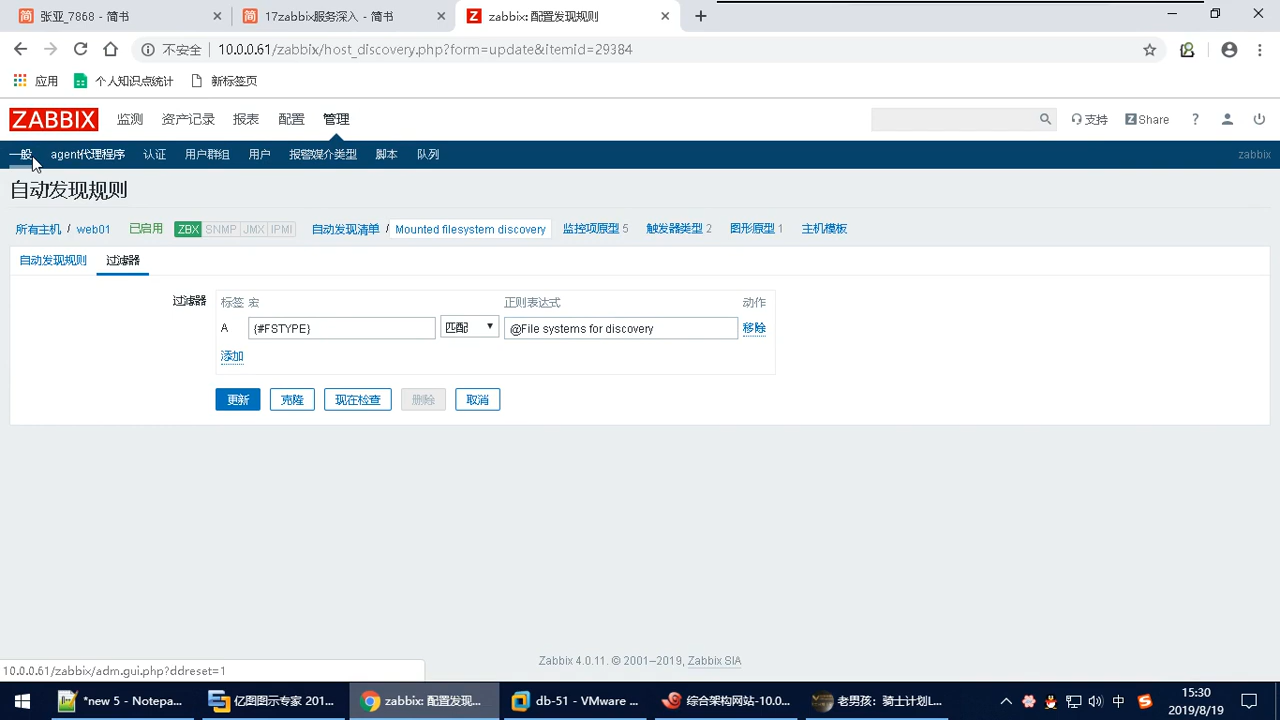 张亚_7868 - 简书
17zabbix服务深入 - 简书
zabbix: 配置发现规则
不安全
10.0.0.61/zabbix/host_discovery.php?form=update&itemid=29384
应用
个人知识点统计
新标签页
ZABBIX
监测
资产记录
报表
配置
管理
支持
Share
?
一般
agent代理程序
认证
用户群组
用户
报警媒介类型
脚本
队列
zabbix
自动发现规则
所有主机 / web01 已启用 ZBX SNMP JMX IPMI 自动发现清单 / Mounted filesystem discovery 监控项原型 5 触发器类型 2 图形原型 1 主机模板
自动发现规则 过滤器
过滤器 标签 宏 正则表达式 动作
A {#FSTYPE} 匹配 @File systems for discovery 移除
添加
更新 克隆 现在检查 删除 取消
Zabbix 4.0.11. © 2001–2019, Zabbix SIA
10.0.0.61/zabbix/adm.gui.php?ddreset=1
*new 5 - Notepa...
亿图图示专家 201...
zabbix: 配置发现...
db-51 - VMware ...
综合架构网站-10.0...
老男孩：骑士计划L...
中
15:30
2019/8/19